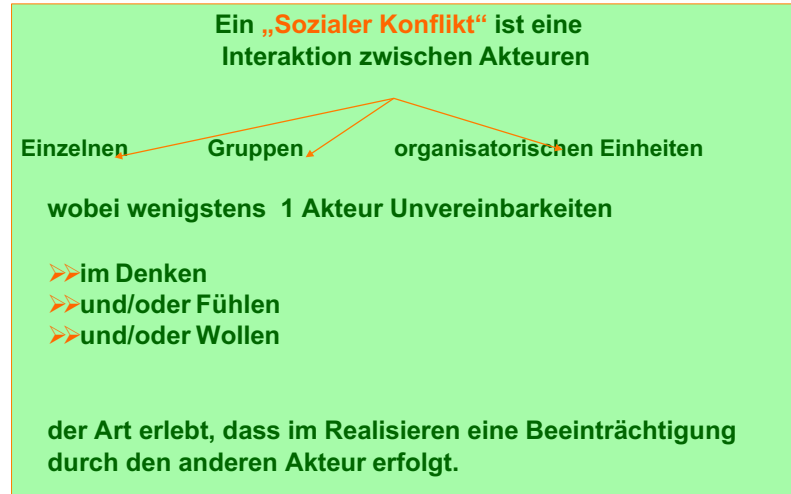 Ein „Sozialer Konflikt“ ist eine
Interaktion zwischen Akteuren
Einzelnen Gruppen organisatorischen Einheiten
wobei wenigstens 1 Akteur Unvereinbarkeiten
im Denken
und/oder Fühlen
und/oder Wollen
der Art erlebt, dass im Realisieren eine Beeinträchtigung
durch den anderen Akteur erfolgt.